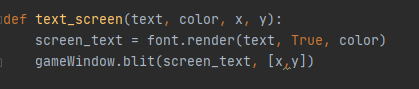 def text_screen(text, color, x, y):
    screen_text = font.render(text, True, color)
    gameWindow.blit(screen_text, [x,y])